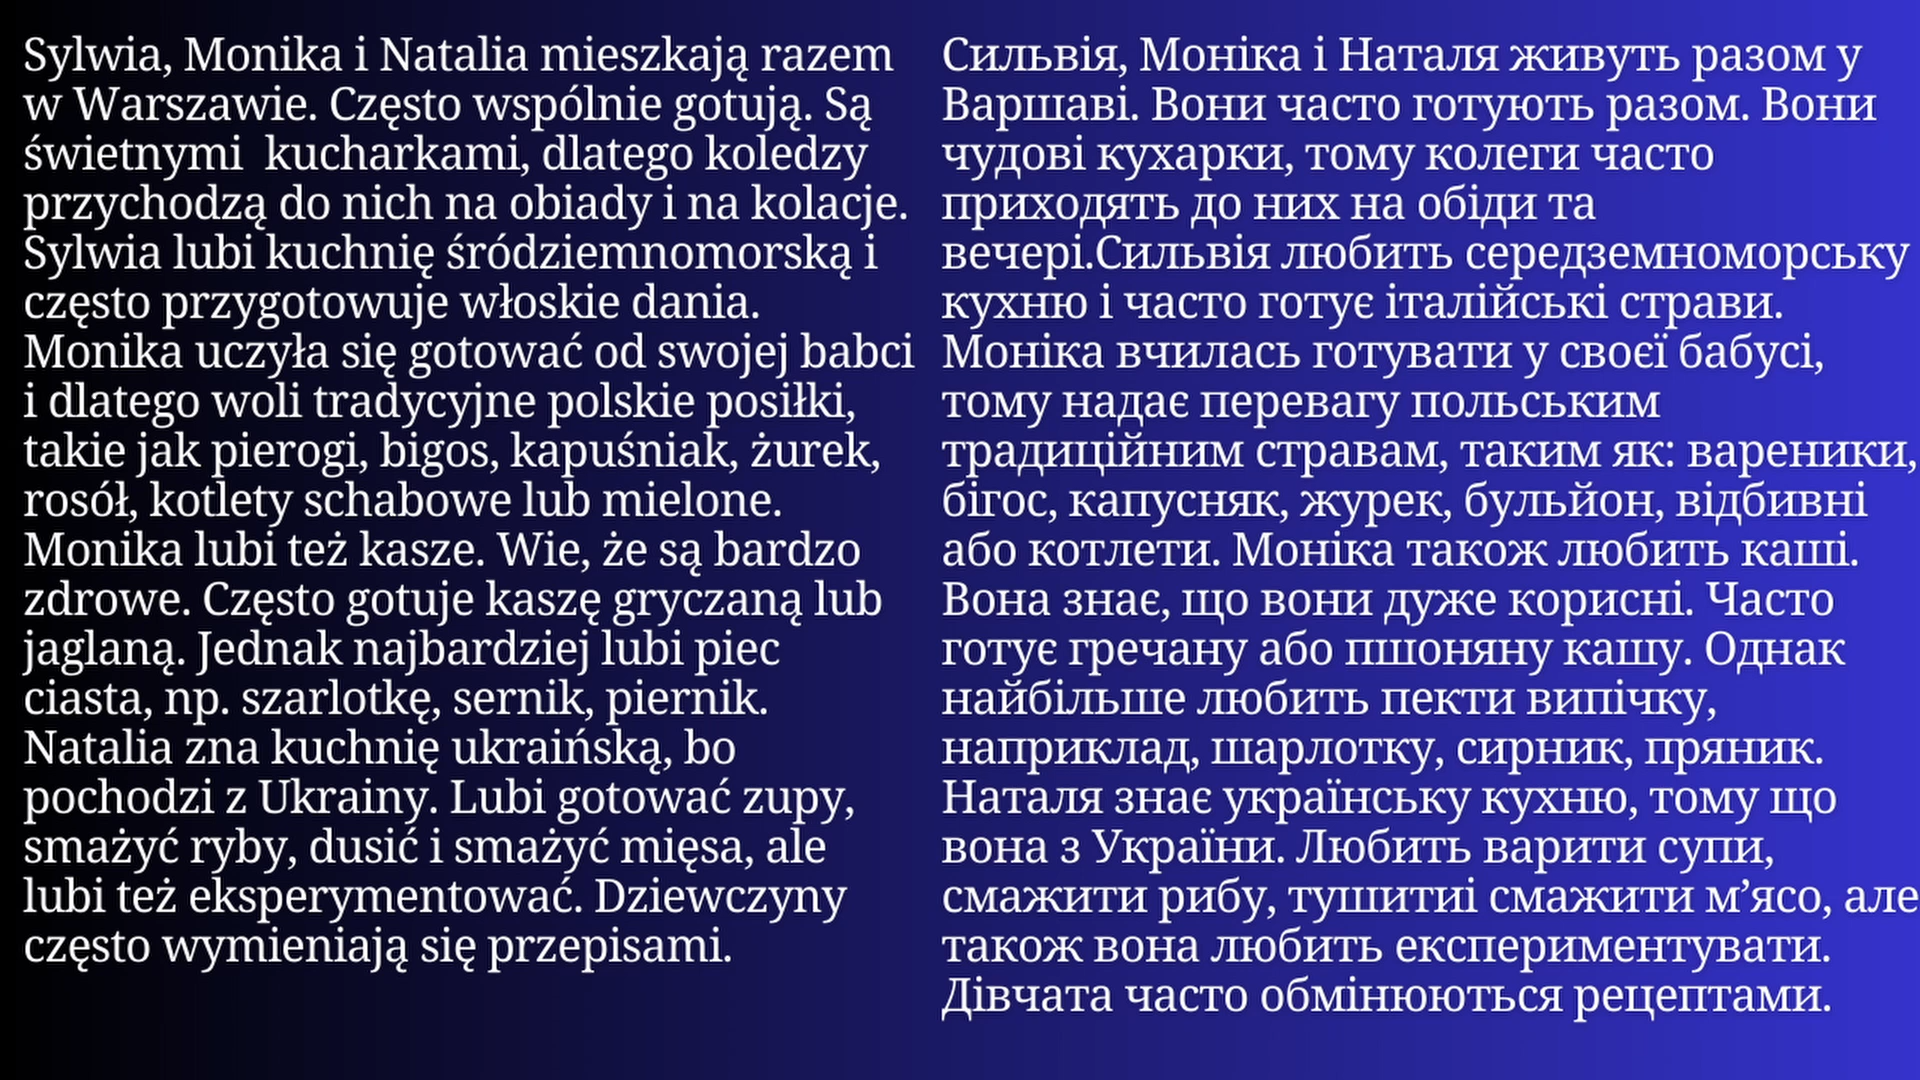 Sylwia, Monika i Natalia mieszkają razem
w Warszawie. Często wspólnie gotują. Są
świetnymi  kucharkami, dlatego koledzy
przychodzą do nich na obiady i na kolacje.
Sylwia lubi kuchnię śródziemnomorską i
często przygotowuje włoskie dania.
Monika uczyła się gotować od swojej babci
i dlatego woli tradycyjne polskie posiłki,
takie jak pierogi, bigos, kapuśniak, żurek,
rosół, kotlety schabowe lub mielone.
Monika lubi też kasze. Wie, że są bardzo
zdrowe. Często gotuje kaszę gryczaną lub
jaglaną. Jednak najbardziej lubi piec
ciasta, np. szarlotkę, sernik, piernik.
Natalia zna kuchnię ukraińską, bo
pochodzi z Ukrainy. Lubi gotować zupy,
smażyć ryby, dusić i smażyć mięsa, ale
lubi też eksperymentować. Dziewczyny
często wymieniają się przepisami.
Сильвія, Моніка і Наталя живуть разом у
Варшаві. Вони часто готують разом. Вони
чудові кухарки, тому колеги часто
приходять до них на обіди та
вечері.Сильвія любить середземноморську
кухню і часто готує італійські страви.
Моніка вчилась готувати у своєї бабусі,
тому надає перевагу польським
традиційним стравам, таким як: вареники,
бігос, капусняк, журек, бульйон, відбивні
або котлети. Моніка також любить каші.
Вона знає, що вони дуже корисні. Часто
готує гречану або пшоняну кашу. Однак
найбільше любить пекти випічку,
наприклад, шарлотку, сирник, пряник.
Наталя знає українську кухню, тому що
вона з України. Любить варити супи,
смажити рибу, тушитиі смажити м’ясо, але
також вона любить експериментувати.
Дівчата часто обмінюються рецептами.